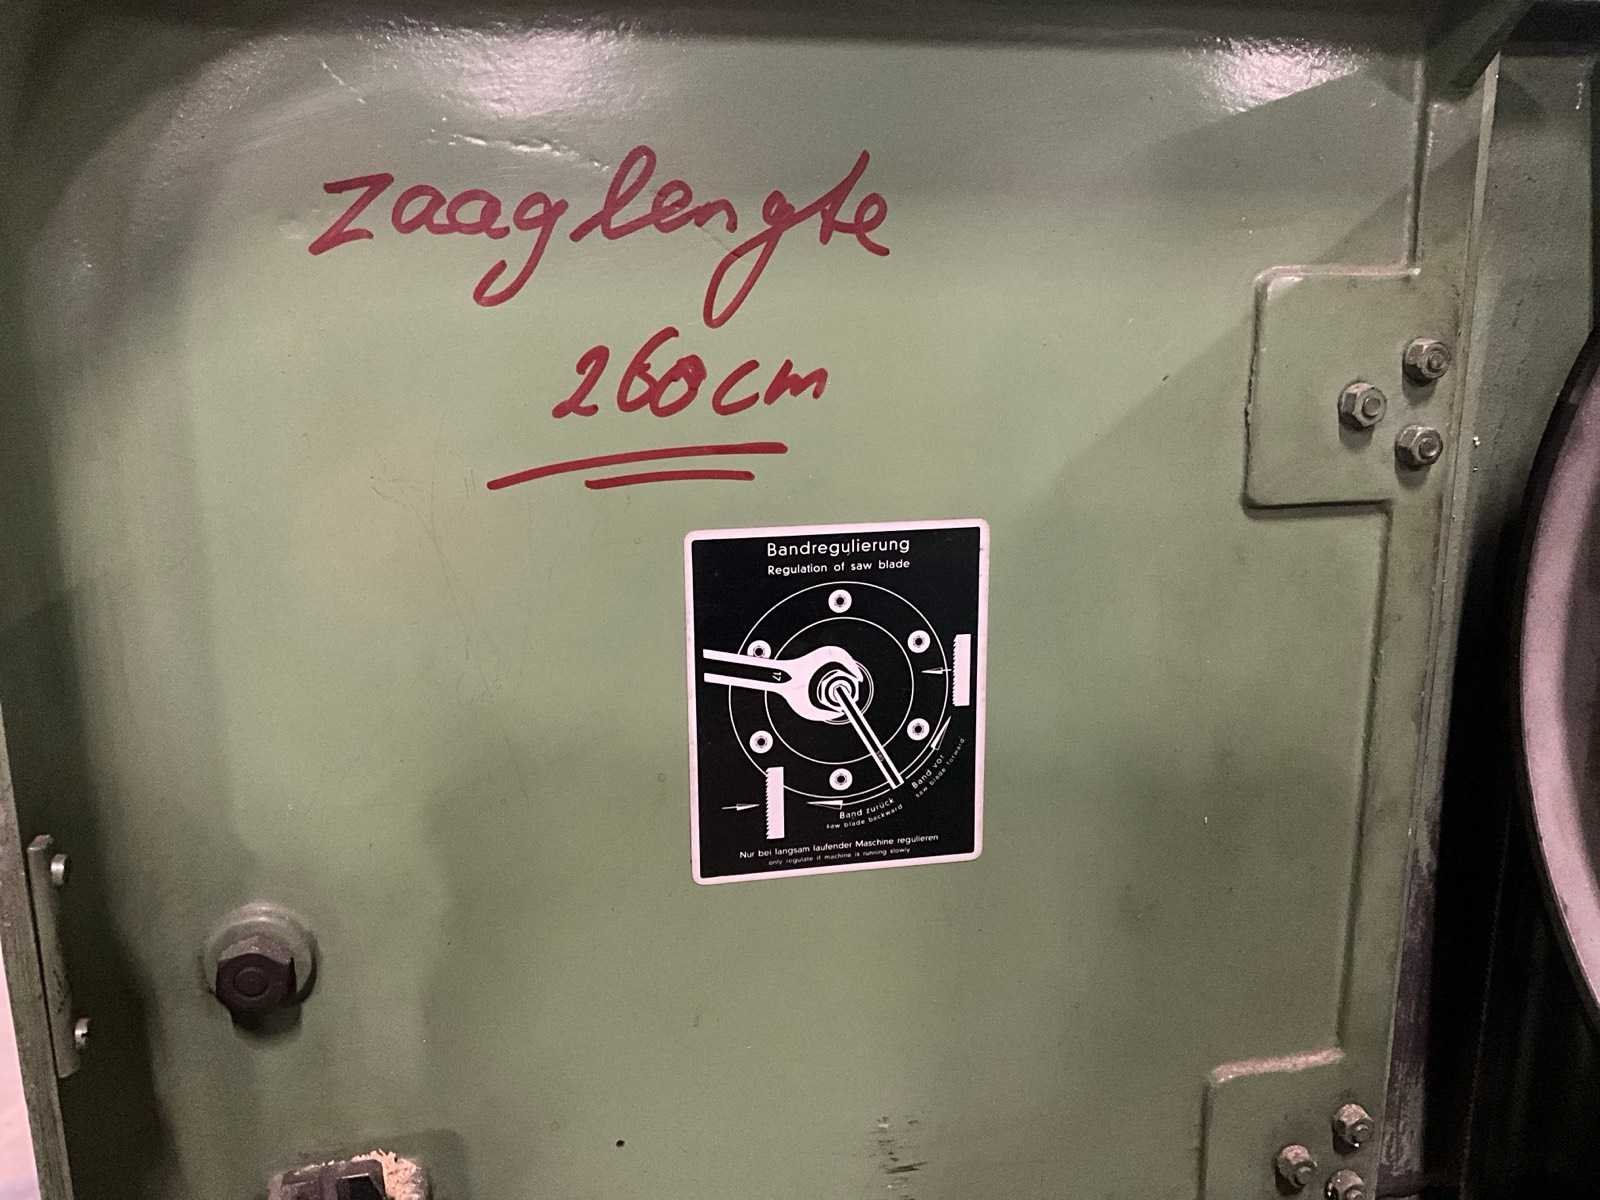 zaaglengte
260cm
Bandregulierung
Regulation of saw blade
17
Band vor
saw blade forward
Band zurück
saw blade backward
Nur bei langsam laufender Maschine regulieren
only regulate if machine is running slowly